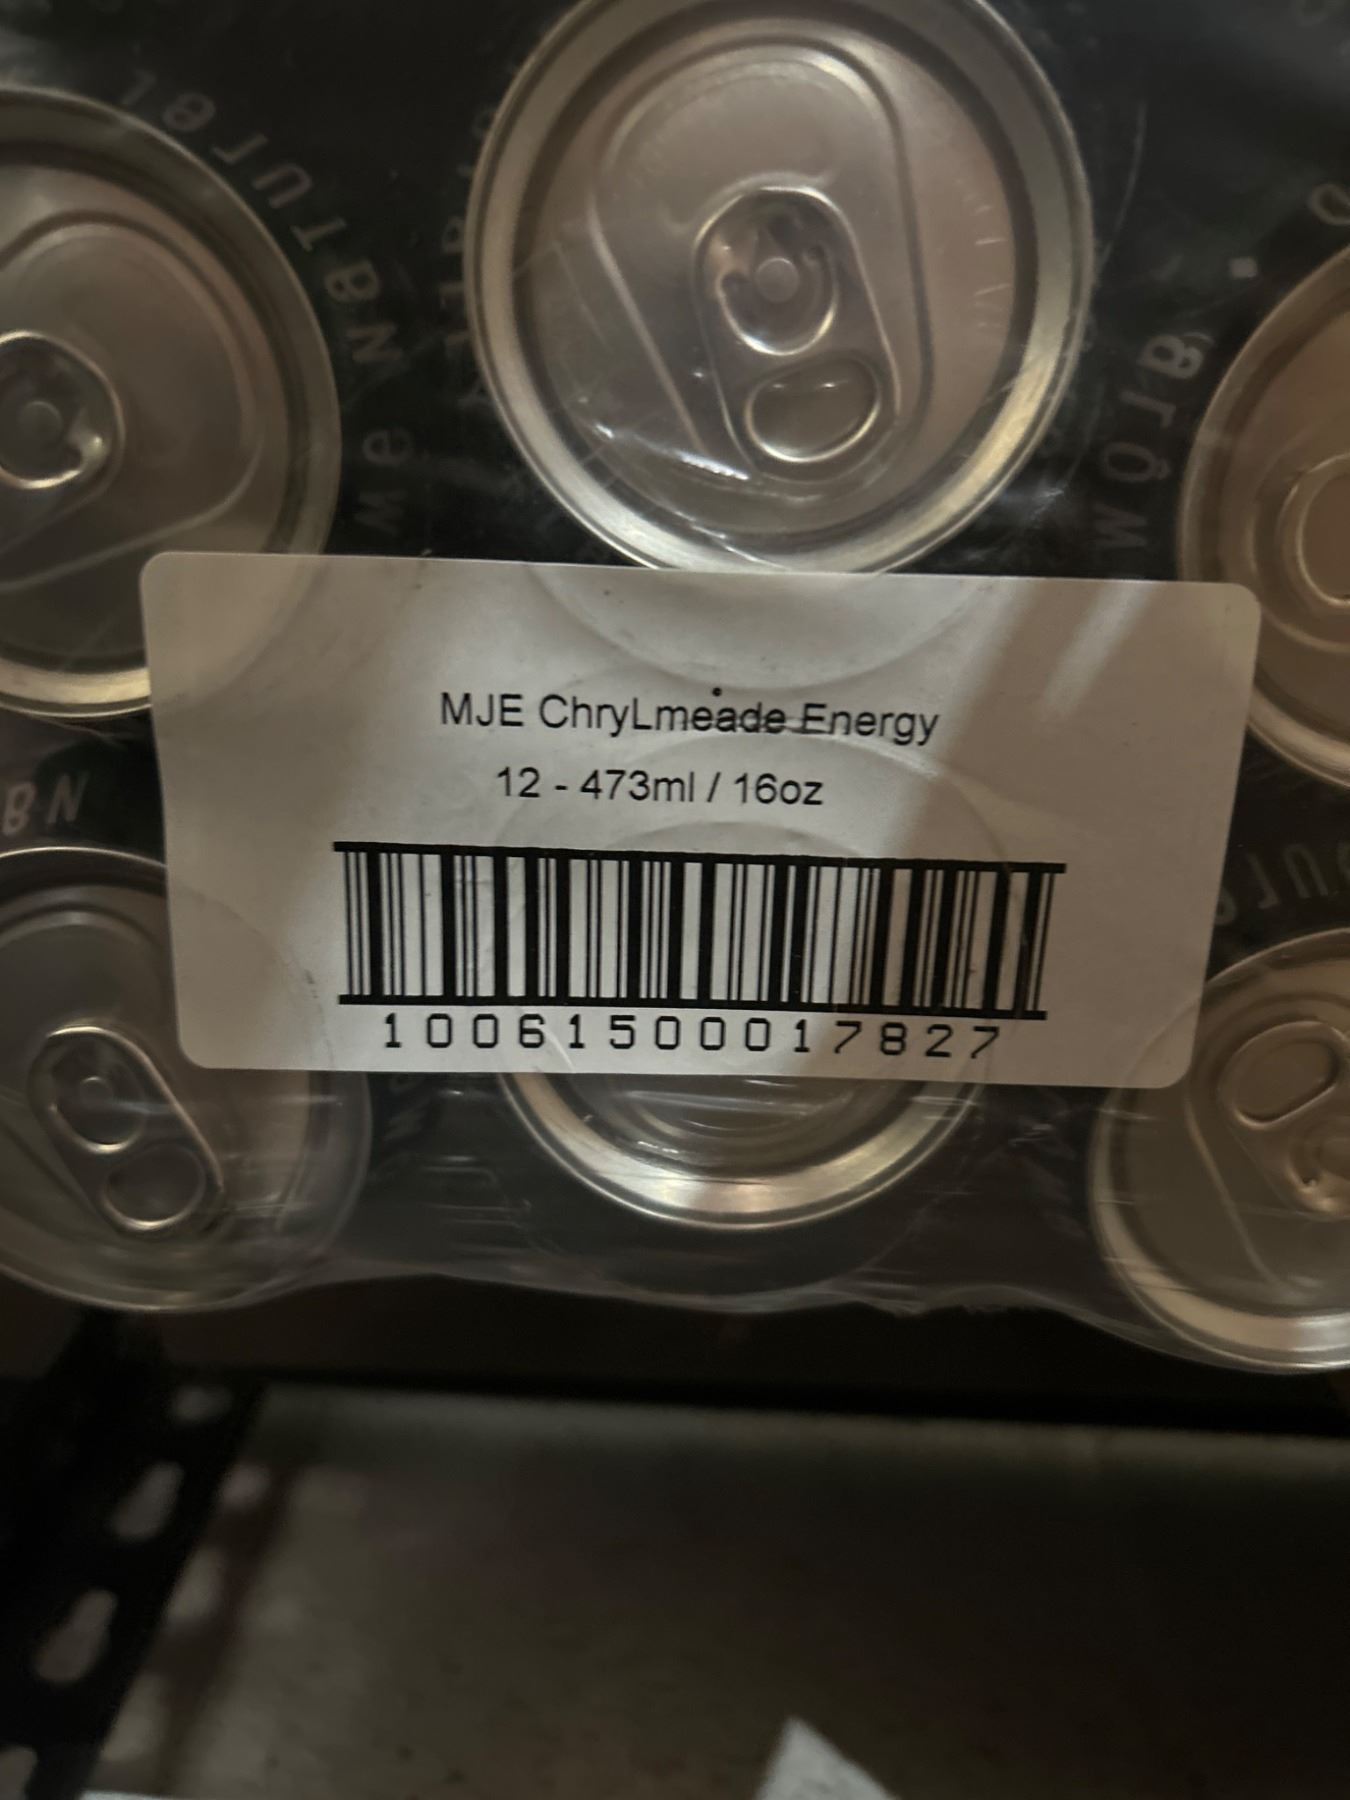 MJE ChryLmeade Energy
12 - 473ml / 16oz
10061500017827